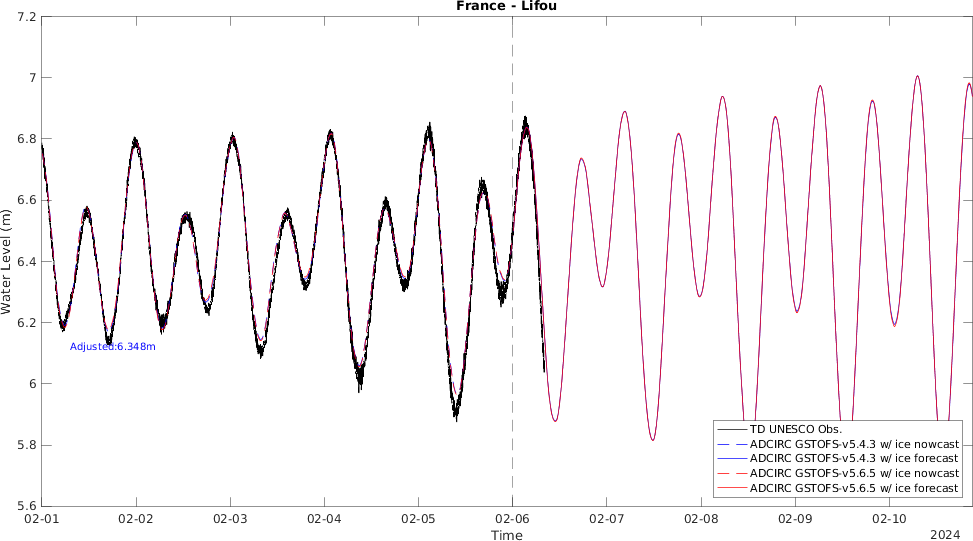 France - Lifou
7.2
7
6.8
6.6
6.4
6.2
6
5.8
5.6
Water Level (m)
Adjusted:6.348m
TD UNESCO Obs.
ADCIRC GSTOFS-v5.4.3 w/ ice nowcast
ADCIRC GSTOFS-v5.4.3 w/ ice forecast
ADCIRC GSTOFS-v5.6.5 w/ ice nowcast
ADCIRC GSTOFS-v5.6.5 w/ ice forecast
02-01 02-02 02-03 02-04 02-05 02-06 02-07 02-08 02-09 02-10
Time
2024